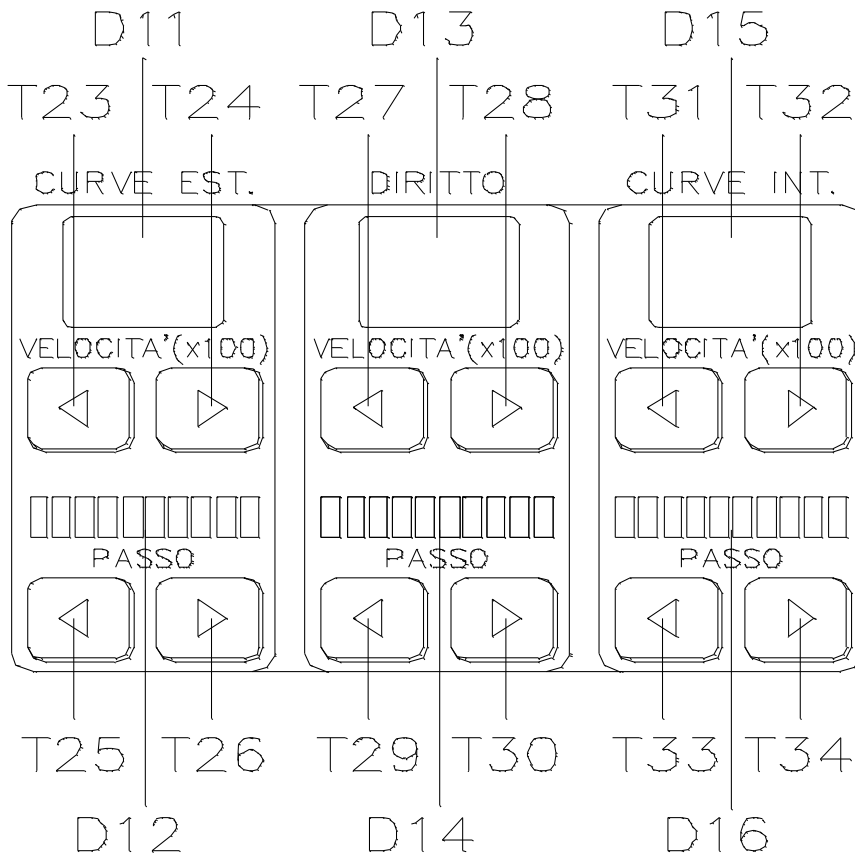 D11 D13 D15
T23 T24 T27 T28 T31 T32
CURVE EST. DIRITTO CURVE INT.
VELOCITA'(x100) VELOCITA'(x100) VELOCITA'(x100)
PASSO PASSO PASSO
T25 T26 T29 T30 T33 T34
D12 D14 D16